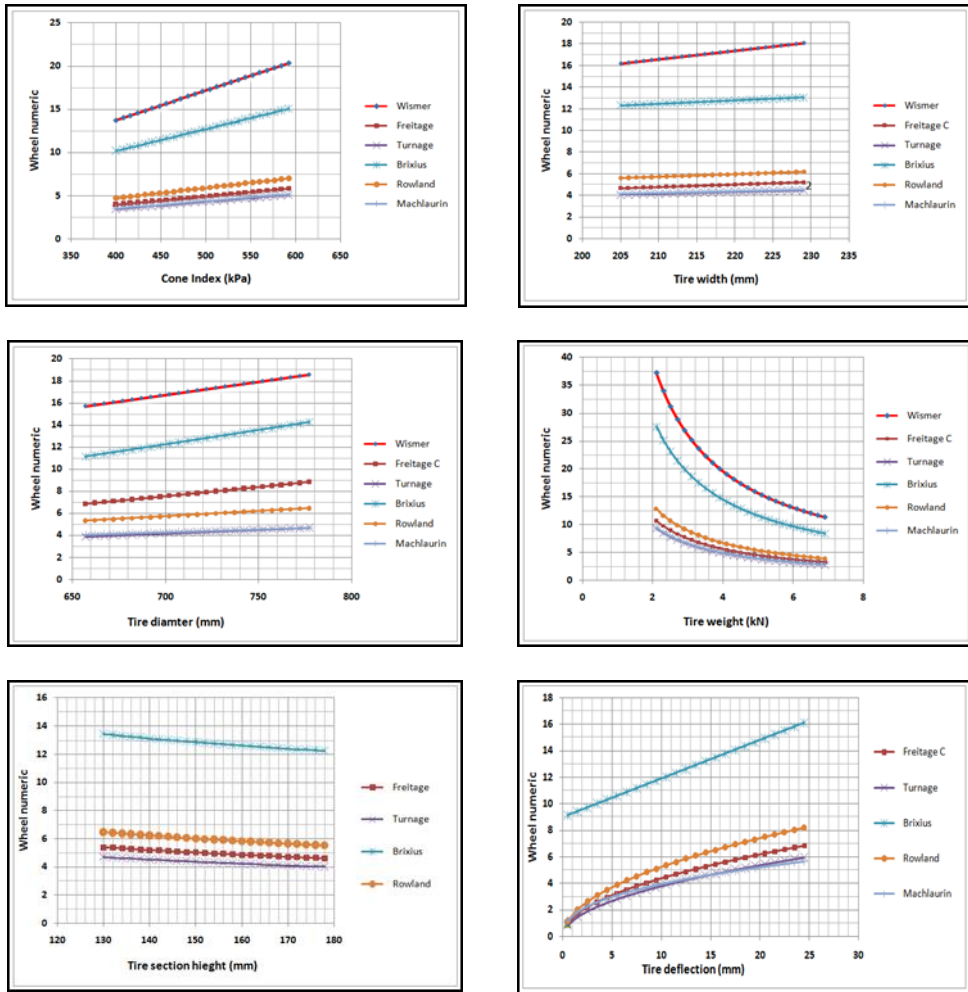 25
20
15
10
5
0
Wheel numeric
350 400 450 500 550 600 650
Cone Index (kPa)
Wismer
Freitage
Turnage
Brixius
Rowland
Machlaurin
20
18
16
14
12
10
8
6
4
2
0
Wheel numeric
2
200 205 210 215 220 225 230 235
Tire width (mm)
Wismer
Freitage C
Turnage
Brixius
Rowland
Machlaurin
20
18
16
14
12
10
8
6
4
2
0
Wheel numeric
650 700 750 800
Tire diamter (mm)
Wismer
Freitage C
Turnage
Brixius
Rowland
Machlaurin
40
35
30
25
20
15
10
5
0
Wheel numeric
0 2 4 6 8
Tire weight (kN)
Wismer
Freitage C
Turnage
Brixius
Rowland
Machlaurin
16
14
12
10
8
6
4
2
0
Wheel numeric
120 130 140 150 160 170 180
Tire section hieght (mm)
Freitage
Turnage
Brixius
Rowland
18
16
14
12
10
8
6
4
2
0
Wheel numeric
0 5 10 15 20 25 30
Tire deflection (mm)
Freitage C
Turnage
Brixius
Rowland
Machlaurin